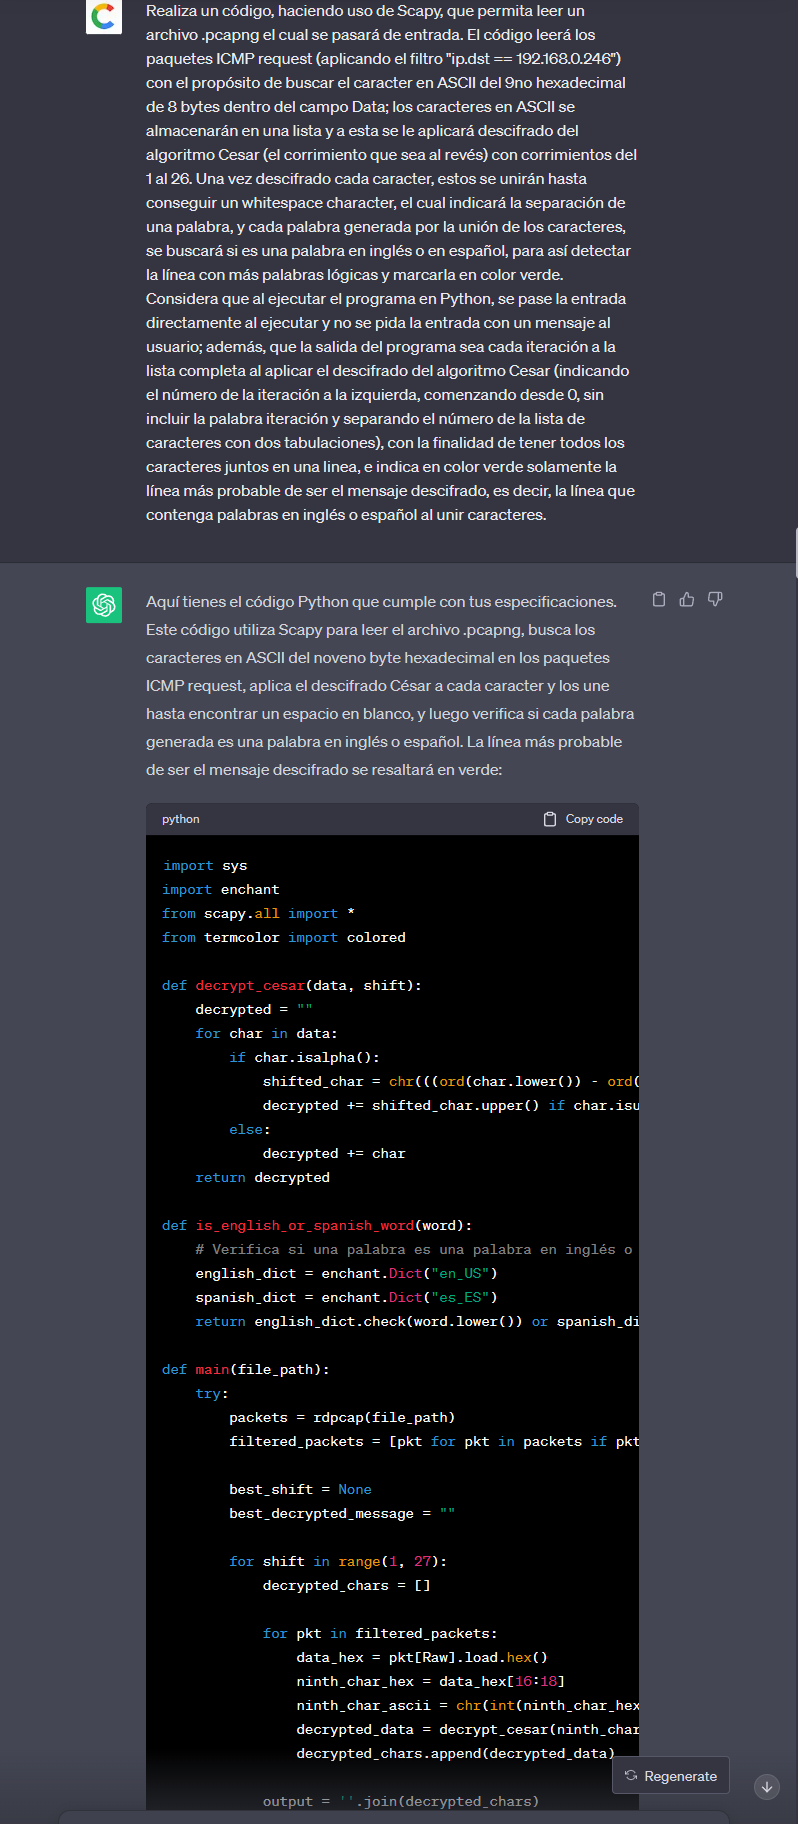 Realiza un código, haciendo uso de Scapy, que permita leer un
archivo .pcapng el cual se pasará de entrada. El código leerá los
paquetes ICMP request (aplicando el filtro "ip.dst == 192.168.0.246")
con el propósito de buscar el caracter en ASCII del 9no hexadecimal
de 8 bytes dentro del campo Data; los caracteres en ASCII se
almacenarán en una lista y a esta se le aplicará descifrado del
algoritmo Cesar (el corrimiento que sea al revés) con corrimientos del
1 al 26. Una vez descifrado cada caracter, estos se unirán hasta
conseguir un whitespace character, el cual indicará la separación de
una palabra, y cada palabra generada por la unión de los caracteres,
se buscará si es una palabra en inglés o en español, para así detectar
la línea con más palabras lógicas y marcarla en color verde.
Considera que al ejecutar el programa en Python, se pase la entrada
directamente al ejecutar y no se pida la entrada con un mensaje al
usuario; además, que la salida del programa sea cada iteración a la
lista completa al aplicar el descifrado del algoritmo Cesar (indicando
el número de la iteración a la izquierda, comenzando desde 0, sin
incluir la palabra iteración y separando el número de la lista de
caracteres con dos tabulaciones), con la finalidad de tener todos los
caracteres juntos en una linea, e indica en color verde solamente la
línea más probable de ser el mensaje descifrado, es decir, la línea que
contenga palabras en inglés o español al unir caracteres.
Aquí tienes el código Python que cumple con tus especificaciones.
Este código utiliza Scapy para leer el archivo .pcapng, busca los
caracteres en ASCII del noveno byte hexadecimal en los paquetes
ICMP request, aplica el descifrado César a cada caracter y los une
hasta encontrar un espacio en blanco, y luego verifica si cada palabra
generada es una palabra en inglés o español. La línea más probable
de ser el mensaje descifrado se resaltará en verde:
python Copy code
import sys
import enchant
from scapy.all import *
from termcolor import colored
def decrypt_cesar(data, shift):
    decrypted = ""
    for char in data:
        if char.isalpha():
            shifted_char = chr(((ord(char.lower()) - ord(
            decrypted += shifted_char.upper() if char.isu
        else:
            decrypted += char
    return decrypted
def is_english_or_spanish_word(word):
    # Verifica si una palabra es una palabra en inglés o
    english_dict = enchant.Dict("en_US")
    spanish_dict = enchant.Dict("es_ES")
    return english_dict.check(word.lower()) or spanish_di
def main(file_path):
    try:
        packets = rdpcap(file_path)
        filtered_packets = [pkt for pkt in packets if pkt
        best_shift = None
        best_decrypted_message = ""
        for shift in range(1, 27):
            decrypted_chars = []
            for pkt in filtered_packets:
                data_hex = pkt[Raw].load.hex()
                ninth_char_hex = data_hex[16:18]
                ninth_char_ascii = chr(int(ninth_char_hex
                decrypted_data = decrypt_cesar(ninth_char
                decrypted_chars.append(decrypted_data)
Regenerate
            output = ''.join(decrypted_chars)